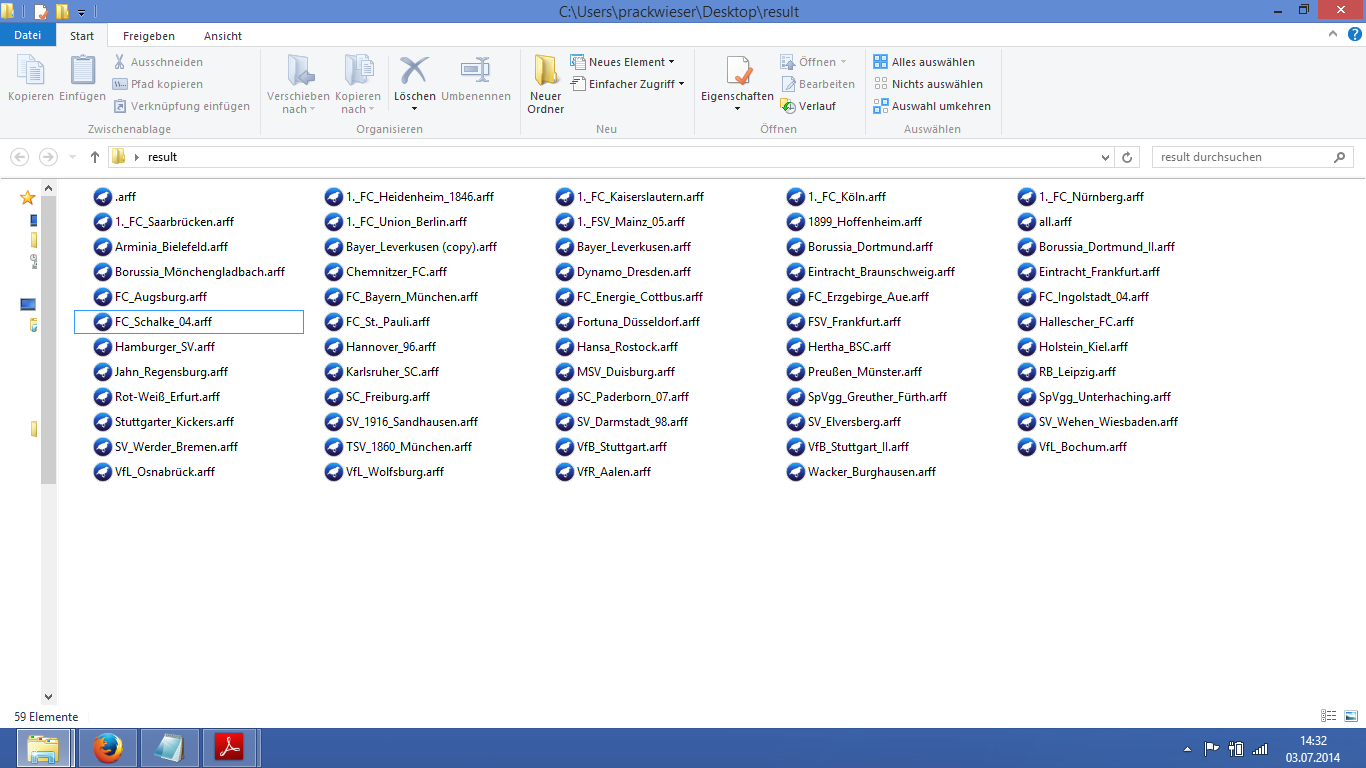 C:\Users\prackwieser\Desktop\result
Datei Start Freigeben Ansicht
Kopieren
Einfügen
Ausschneiden
Pfad kopieren
Verknüpfung einfügen
Zwischenablage
Verschieben nach
Kopieren nach
Löschen
Umbenennen
Organisieren
Neuer Ordner
Neues Element
Einfacher Zugriff
Neu
Eigenschaften
Öffnen
Bearbeiten
Verlauf
Öffnen
Alles auswählen
Nichts auswählen
Auswahl umkehren
Auswählen
result
result durchsuchen
.arff 1._FC_Heidenheim_1846.arff 1._FC_Kaiserslautern.arff 1._FC_Köln.arff 1._FC_Nürnberg.arff
1._FC_Saarbrücken.arff 1._FC_Union_Berlin.arff 1._FSV_Mainz_05.arff 1899_Hoffenheim.arff all.arff
Arminia_Bielefeld.arff Bayer_Leverkusen (copy).arff Bayer_Leverkusen.arff Borussia_Dortmund.arff Borussia_Dortmund_II.arff
Borussia_Mönchengladbach.arff Chemnitzer_FC.arff Dynamo_Dresden.arff Eintracht_Braunschweig.arff Eintracht_Frankfurt.arff
FC_Augsburg.arff FC_Bayern_München.arff FC_Energie_Cottbus.arff FC_Erzgebirge_Aue.arff FC_Ingolstadt_04.arff
FC_Schalke_04.arff FC_St._Pauli.arff Fortuna_Düsseldorf.arff FSV_Frankfurt.arff Hallescher_FC.arff
Hamburger_SV.arff Hannover_96.arff Hansa_Rostock.arff Hertha_BSC.arff Holstein_Kiel.arff
Jahn_Regensburg.arff Karlsruher_SC.arff MSV_Duisburg.arff Preußen_Münster.arff RB_Leipzig.arff
Rot-Weiß_Erfurt.arff SC_Freiburg.arff SC_Paderborn_07.arff SpVgg_Greuther_Fürth.arff SpVgg_Unterhaching.arff
Stuttgarter_Kickers.arff SV_1916_Sandhausen.arff SV_Darmstadt_98.arff SV_Elversberg.arff SV_Wehen_Wiesbaden.arff
SV_Werder_Bremen.arff TSV_1860_München.arff VfB_Stuttgart.arff VfB_Stuttgart_II.arff VfL_Bochum.arff
VfL_Osnabrück.arff VfL_Wolfsburg.arff VfR_Aalen.arff Wacker_Burghausen.arff
59 Elemente
14:32
03.07.2014